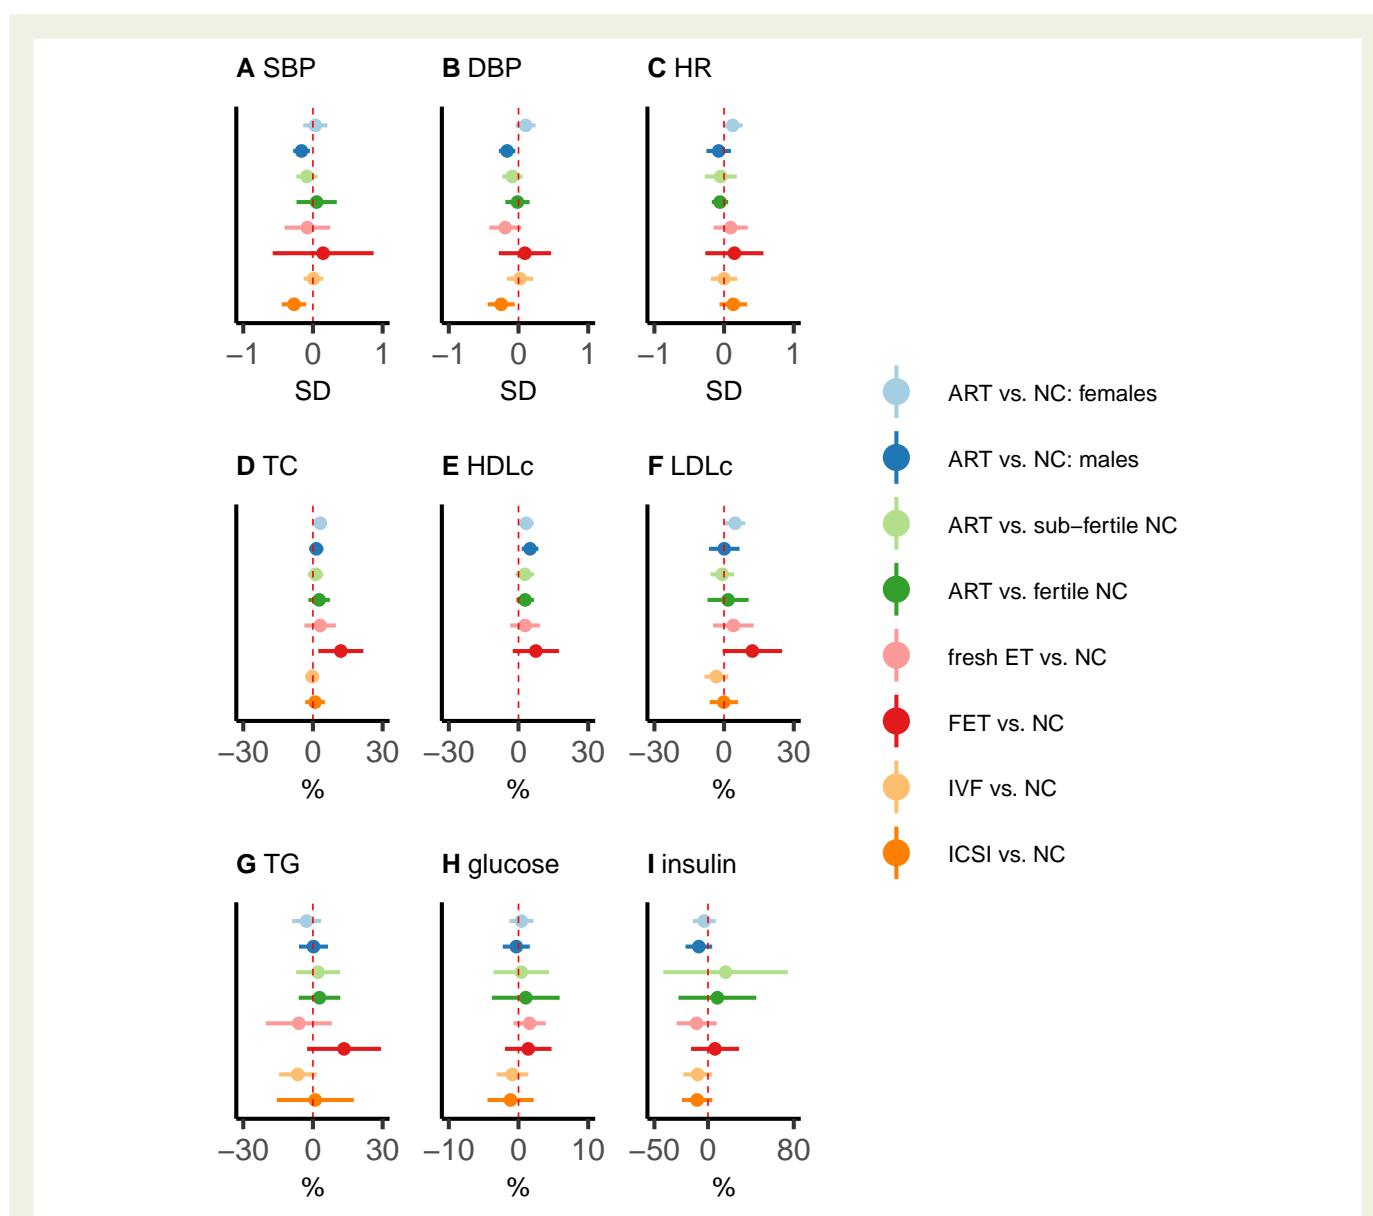 A SBP
B DBP
C HR
−1 0 1
−1 0 1
−1 0 1
SD
SD
SD
ART vs. NC: females
ART vs. NC: males
ART vs. sub−fertile NC
ART vs. fertile NC
fresh ET vs. NC
FET vs. NC
IVF vs. NC
ICSI vs. NC
D TC
E HDLc
F LDLc
−30 0 30
−30 0 30
−30 0 30
%
%
%
G TG
H glucose
I insulin
−30 0 30
−10 0 10
−50 0 80
%
%
%